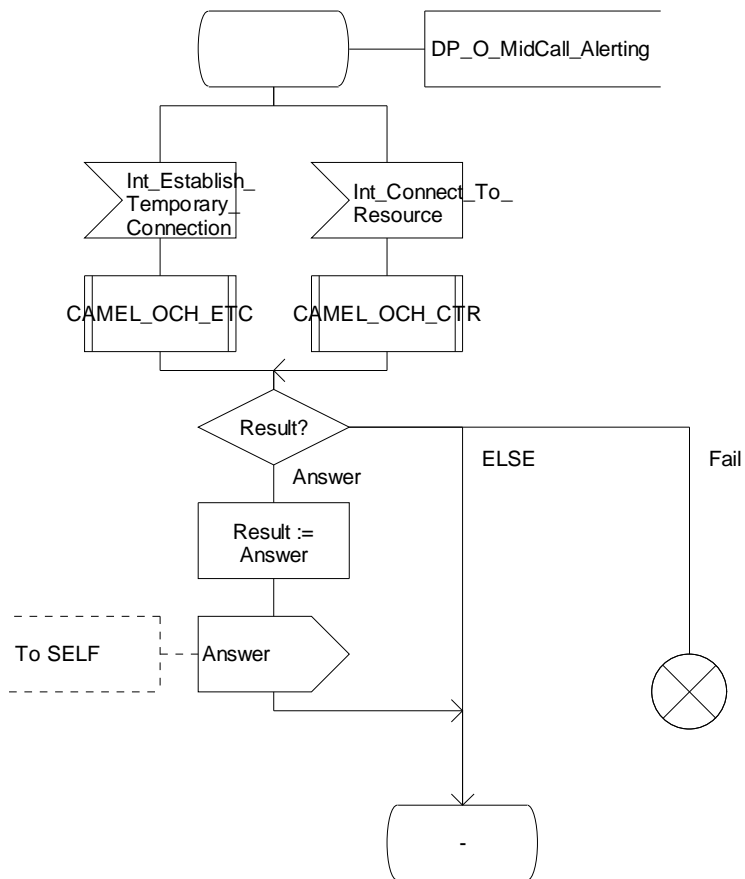 DP_O_MidCall_Alerting
Int_Establish_
Temporary_
Connection
Int_Connect_To_
Resource
CAMEL_OCH_ETC
CAMEL_OCH_CTR
Result?
ELSE
Fail
Answer
Result :=
Answer
To SELF
Answer
-